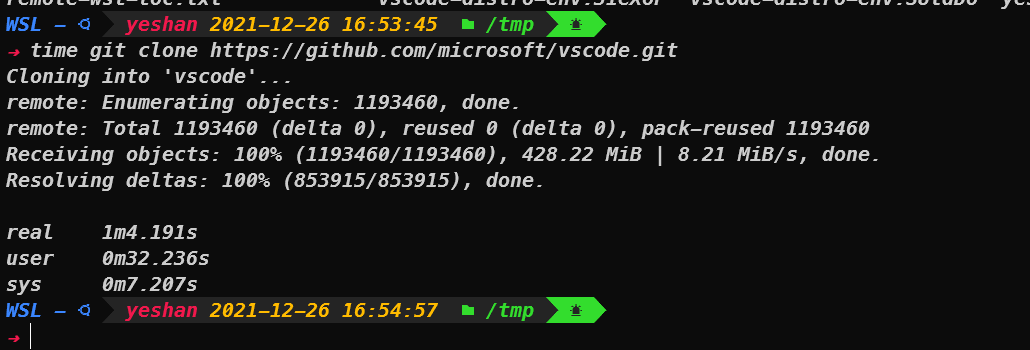 WSL – yeshan 2021–12–26 16:53:45 /tmp
→ time git clone https://github.com/microsoft/vscode.git
Cloning into 'vscode'...
remote: Enumerating objects: 1193460, done.
remote: Total 1193460 (delta 0), reused 0 (delta 0), pack–reused 1193460
Receiving objects: 100% (1193460/1193460), 428.22 MiB | 8.21 MiB/s, done.
Resolving deltas: 100% (853915/853915), done.
real 1m4.191s
user 0m32.236s
sys 0m7.207s
WSL – yeshan 2021–12–26 16:54:57 /tmp
→